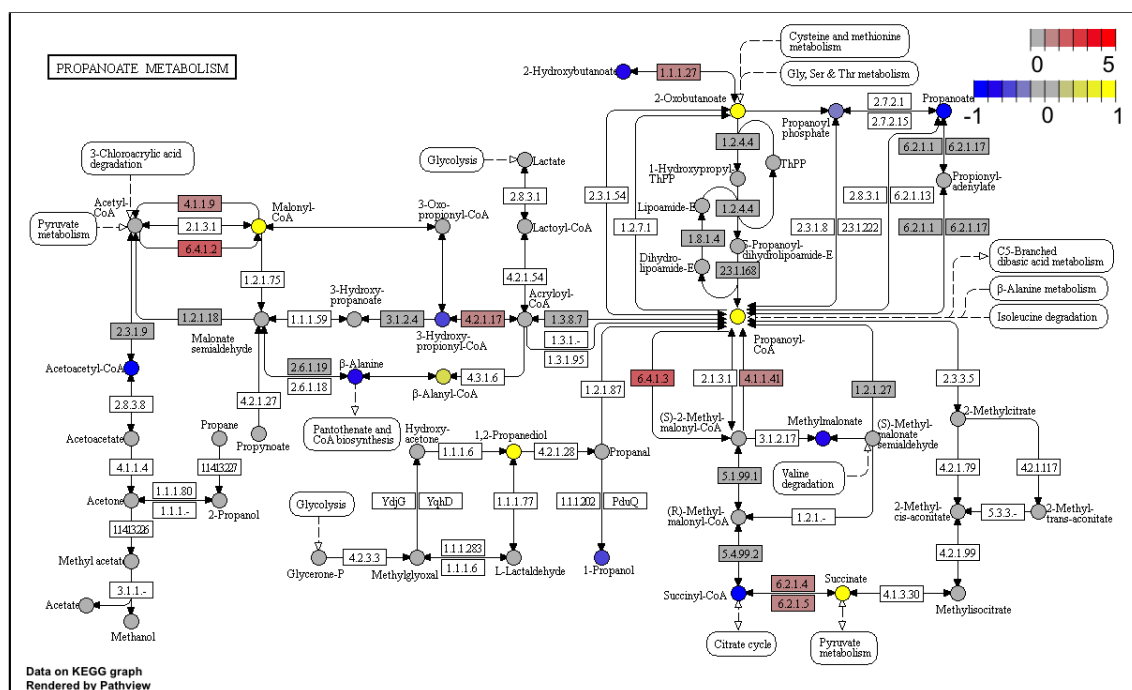 PROPANOATE METABOLISM
Cysteine and methionine
metabolism
Gly, Ser & Thr metabolism
0
5
-1
0
1
2-Hydroxybutanoate
1.1.1.27
2-Oxobutanoate
Propanoyl
phosphate
2.7.2.1
2.7.2.15
Propanoate
3-Chloroacrylic acid
degradation
Glycolysis
Lactate
1.2.4.4
ThPP
1-Hydroxypropyl-
ThPP
6.2.1.1
6.2.1.17
Propionyl-
adenylate
Acetyl-
CoA
4.1.1.9
Malonyl-
CoA
3-Oxo-
propionyl-CoA
2.8.3.1
2.3.1.54
2.8.3.1
6.2.1.13
Pyruvate
metabolism
2.1.3.1
6.4.1.2
Lactoyl-CoA
Lipoamide-E
1.2.4.4
1.2.7.1
2.3.1.8
2.3.1.222
6.2.1.1
6.2.1.17
1.8.1.4
5-Propanoyl-
dihydrolipoamide-E
Dihydro-
lipoamide-E
2.3.1.168
C5-Branched
dibasic acid metabolism
β-Alanine metabolism
Isoleucine degradation
1.2.1.75
4.2.1.54
3-Hydroxy-
propanoate
Acryloyl-
CoA
1.2.1.18
1.1.1.59
3.1.2.4
4.2.1.17
1.3.8.7
Malonate
semialdehyde
3-Hydroxy-
propionyl-CoA
1.3.1.-
1.3.1.95
Propanoyl-
CoA
2.3.1.9
Acetoacetyl-CoA
2.6.1.19
2.6.1.18
β-Alanine
4.3.1.6
β-Alanyl-CoA
1.2.1.87
6.4.1.3
2.1.3.1
4.1.1.41
1.2.1.27
2.3.3.5
2.8.3.8
4.2.1.27
Pantothenate and
CoA biosynthesis
Acetoacetate
Propane
Propynoate
Hydroxy-
acetone
1,2-Propanediol
1.1.1.6
4.2.1.28
Propanal
(S)-2-Methyl-
malonyl-CoA
Methylmalonate
3.1.2.17
(S)-Methyl-
malonate
semialdehyde
2-Methylcitrate
4.1.1.4
1.14.13.227
5.1.99.1
Valine
degradation
4.2.1.79
4.2.1.117
Acetone
1.1.1.80
1.1.1.-
2-Propanol
Glycolysis
YdjG
YqhD
1.1.1.77
1.1.1.202
PduQ
(R)-Methyl-
malonyl-CoA
1.2.1.-
2-Methyl-
cis-aconitate
5.3.3.-
2-Methyl-
trans-aconitate
1.14.13.226
Methyl acetate
4.2.3.3
1.1.1.283
1.1.1.6
Glycerone-P
Methylglyoxal
L-Lactaldehyde
1-Propanol
5.4.99.2
4.2.1.99
3.1.1.-
Acetate
Methanol
Succinyl-CoA
6.2.1.4
6.2.1.5
Succinate
4.1.3.30
Methylisocitrate
Citrate cycle
Pyruvate
metabolism
Data on KEGG graph
Rendered by Pathview